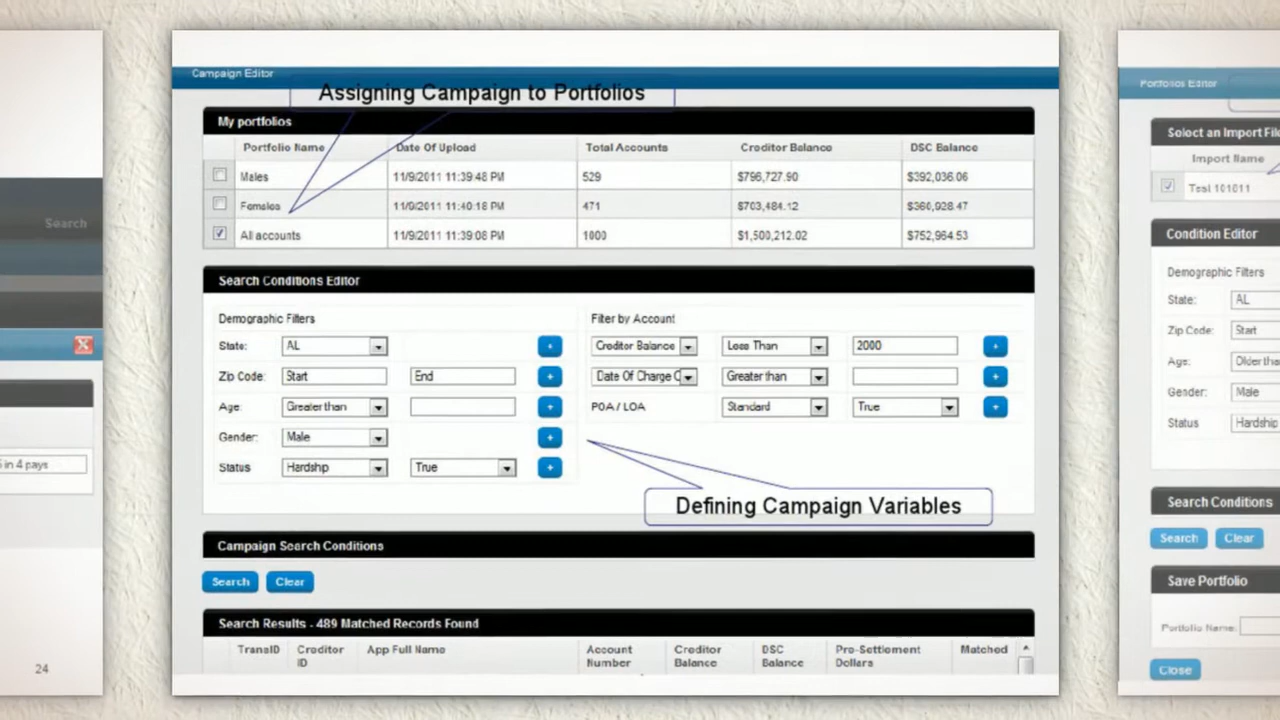 Search
in 4 pays
24
Campaign Editor
Assigning Campaign to Portfolios
My portfolios
Portfolio Name Date Of Upload Total Accounts Creditor Balance DSC Balance
Males 11/9/2011 11:39:48 PM 529 $796,727.90 $392,036.06
Females 11/9/2011 11:40:18 PM 471 $703,484.12 $360,928.47
All accounts 11/9/2011 11:39:08 PM 1000 $1,500,212.02 $752,964.53
Search Conditions Editor
Demographic Filters Filter by Account
State: AL + Creditor Balance Less Than 2000 +
Zip Code: Start End + Date Of Charge Greater than +
Age: Greater than + POA / LOA Standard True +
Gender: Male +
Status Hardship True +
Defining Campaign Variables
Campaign Search Conditions
Search Clear
Search Results - 489 Matched Records Found
TransID Creditor ID App Full Name Account Number Creditor Balance DSC Balance Pre-Settlement Dollars Matched
Portfolios Editor
Select an Import
Import Name
Test 101011
Condition Editor
Demographic Filters
State: AL
Zip Code: Start
Age: Older
Gender: Male
Status Hardship
Search Conditions
Search Clear
Save Portfolio
Portfolio Name:
Close